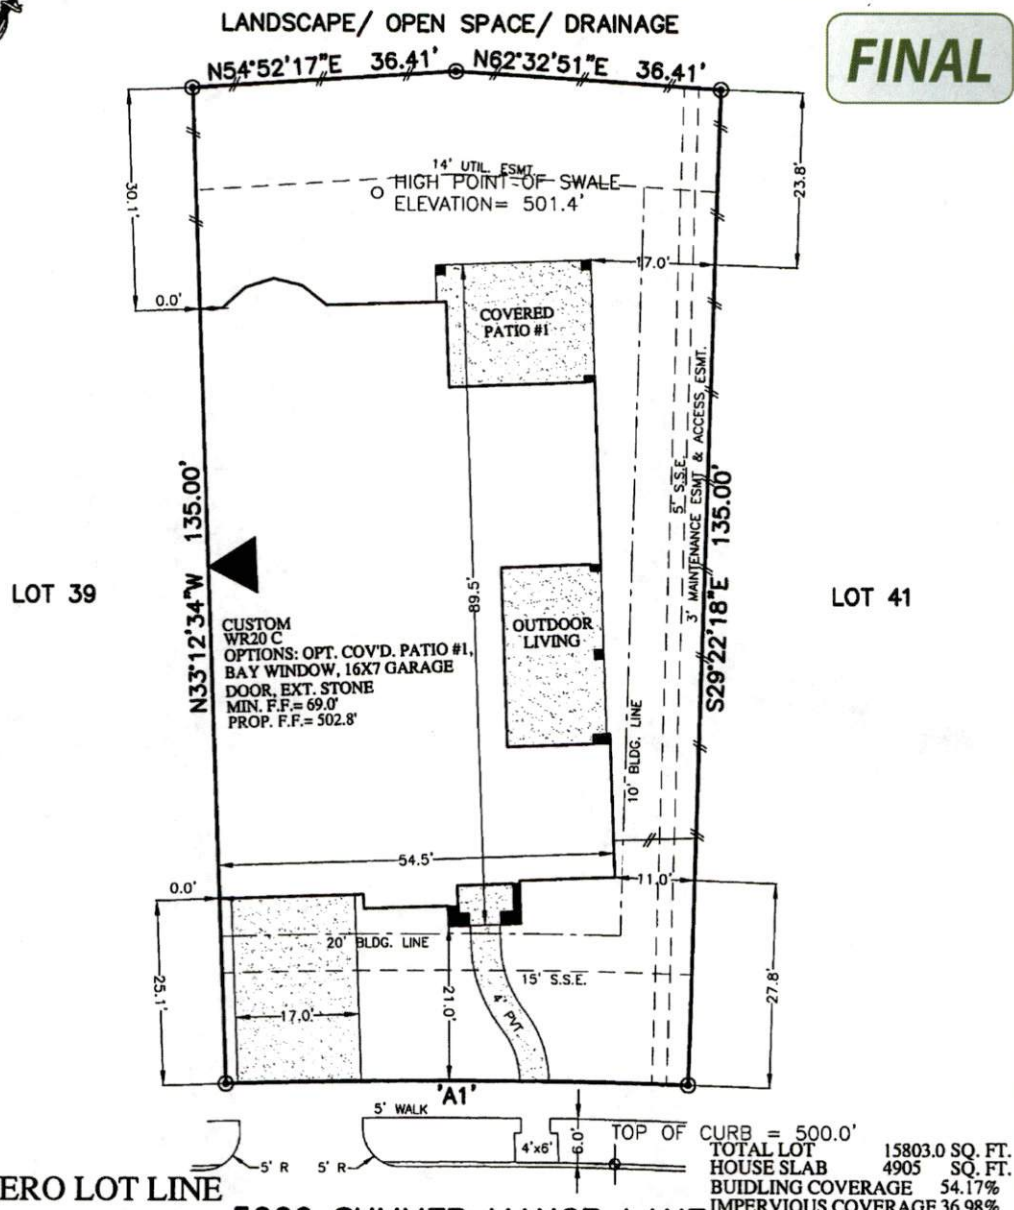 LANDSCAPE/ OPEN SPACE/ DRAINAGE
FINAL
N54°52'17"E 36.41' N62°32'51"E 36.41'
30.1'
23.8'
14' UTIL. ESMT.
HIGH POINT OF SWALE
ELEVATION= 501.4'
17.0'
0.0'
COVERED
PATIO #1
N33°12'34"W 135.00'
S29°22'18"E 135.00'
5' S.S.E.
3' MAINTENANCE ESMT & ACCESS ESMT.
89.5'
LOT 39
LOT 41
OUTDOOR
LIVING
CUSTOM
WR20 C
OPTIONS: OPT. COV'D. PATIO #1,
BAY WINDOW, 16X7 GARAGE
DOOR, EXT. STONE
MIN. F.F.= 69.0'
PROP. F.F.= 502.8'
10' BLDG. LINE
54.5'
11.0'
0.0'
20' BLDG. LINE
15' S.S.E.
25.1'
17.0'
21.0'
4' PVT.
27.8'
'A1'
5' WALK
5' R 5' R
4'x6'
6.0'
TOP OF CURB = 500.0'
TOTAL LOT 15803.0 SQ. FT.
HOUSE SLAB 4905 SQ. FT.
BUIDLING COVERAGE 54.17%
IMPERVIOUS COVERAGE 36.98%
ERO LOT LINE